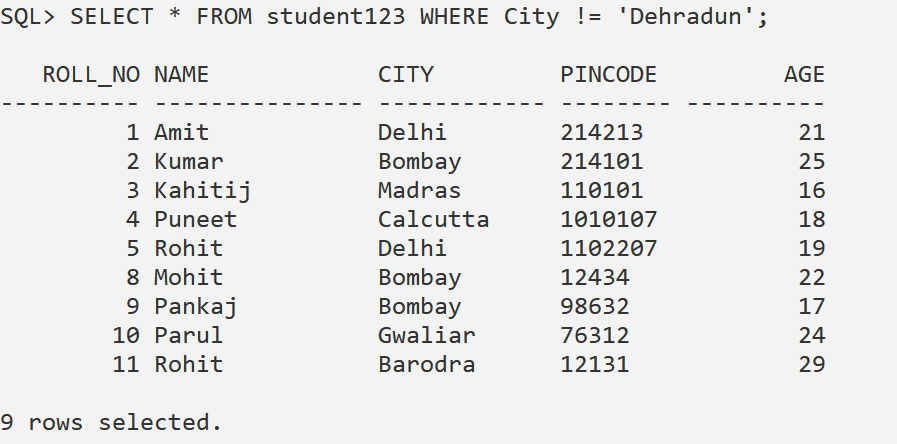 SQL> SELECT * FROM student123 WHERE City != 'Dehradun';
ROLL_NO NAME CITY PINCODE AGE
---------- --------------- ------------ -------- ----------
1 Amit Delhi 214213 21
2 Kumar Bombay 214101 25
3 Kahitij Madras 110101 16
4 Puneet Calcutta 1010107 18
5 Rohit Delhi 1102207 19
8 Mohit Bombay 12434 22
9 Pankaj Bombay 98632 17
10 Parul Gwaliar 76312 24
11 Rohit Barodra 12131 29
9 rows selected.